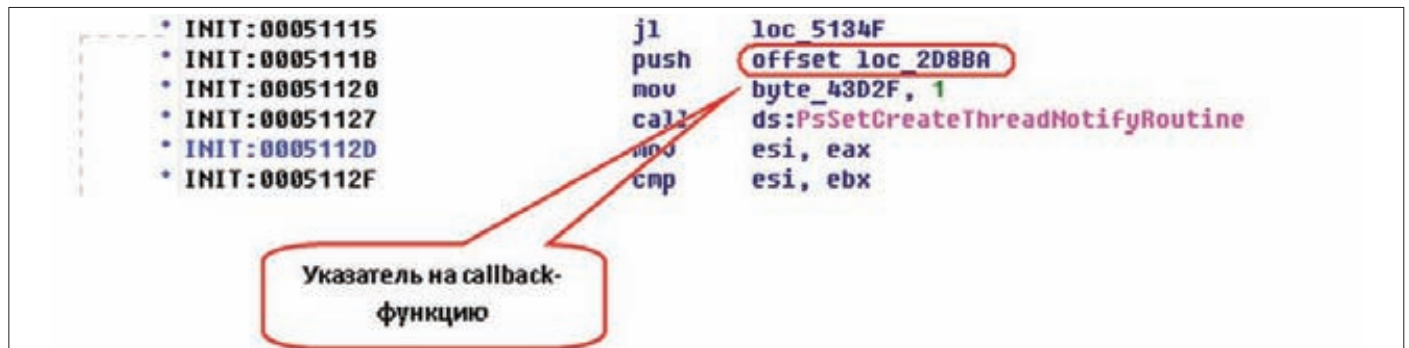 * INIT:00051115 jl loc_5134F
* INIT:0005111B push offset loc_2D8BA
* INIT:00051120 mov byte_43D2F, 1
* INIT:00051127 call ds:PsSetCreateThreadNotifyRoutine
* INIT:0005112D mov esi, eax
* INIT:0005112F cmp esi, ebx
Указатель на callback-
функцию